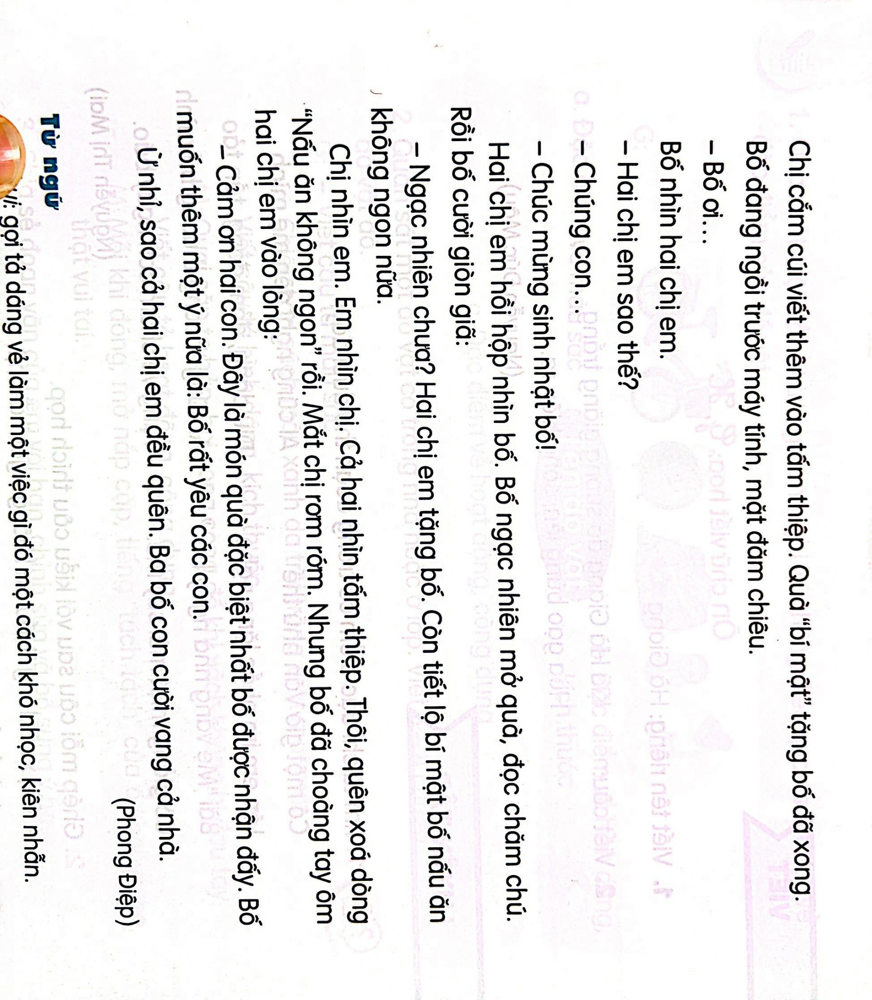 Chị cắm cúi viết thêm vào tấm thiệp. Quà “bí mật” tặng bố đã xong.
Bố đang ngồi trước máy tính, mặt đăm chiêu.
– Bố ơi…
Bố nhìn hai chị em.
– Hai chị em sao thế?
– Chúng con…
– Chúc mừng sinh nhật bố!
Hai chị em hồi hộp nhìn bố. Bố ngạc nhiên mở quà, đọc chăm chú.
Rồi bố cười giòn giã:
– Ngạc nhiên chưa? Hai chị em tặng bố. Còn tiết lộ bí mật bố nấu ăn
không ngon nữa.
Chị nhìn em. Em nhìn chị. Cả hai nhìn tấm thiệp. Thôi, quên xoá dòng
“Nấu ăn không ngon” rồi. Mắt chị rơm rớm. Nhưng bố đã choàng tay ôm
hai chị em vào lòng:
– Cảm ơn hai con. Đây là món quà đặc biệt nhất bố được nhận đấy. Bố
muốn thêm một ý nữa là: Bố rất yêu các con.
Ừ nhỉ, sao cả hai chị em đều quên. Ba bố con cười vang cả nhà.
(Phong Điệp)
Từ ngữ
: gợi tả dáng vẻ làm một việc gì đó một cách khó nhọc, kiên nhẫn.